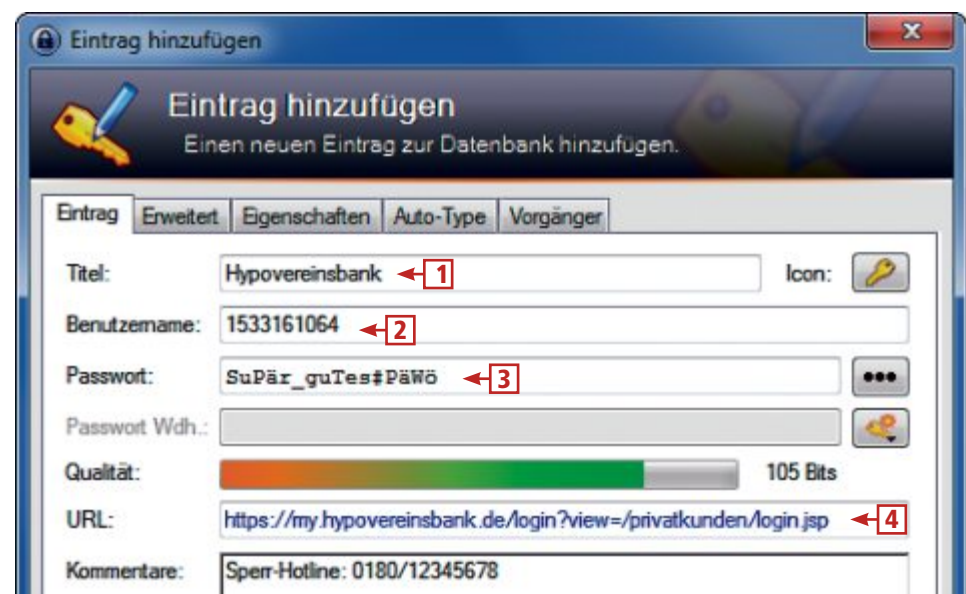 Eintrag hinzufügen
Eintrag hinzufügen
Einen neuen Eintrag zur Datenbank hinzufügen.
Eintrag Erweitert Eigenschaften Auto-Type Vorgänger
Titel: Hypovereinsbank 1 Icon:
Benutzername: 1533161064 2
Passwort: SuPär_guTes#PäWö 3
Passwort Wdh.:
Qualität: 105 Bits
URL: https://my.hypovereinsbank.de/login?view=/privatkunden/login.jsp 4
Kommentare: Sperr-Hotline: 0180/12345678